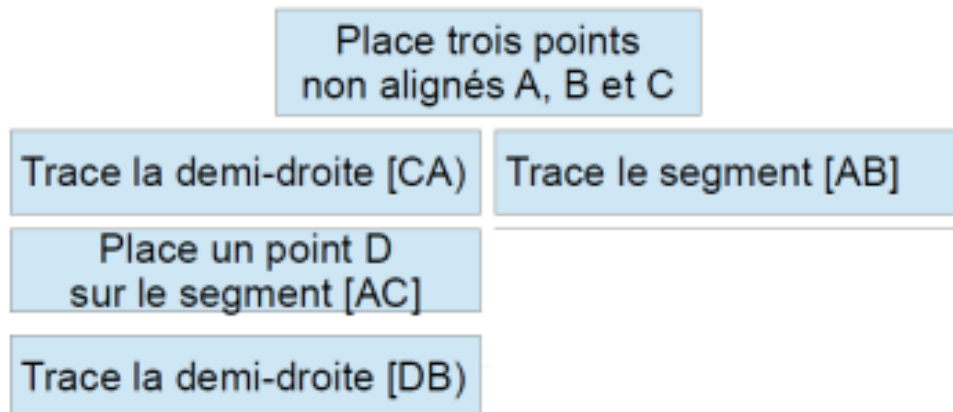 Place trois points
non alignés A, B et C
Trace la demi-droite [CA)
Trace le segment [AB]
Place un point D
sur le segment [AC]
Trace la demi-droite [DB)